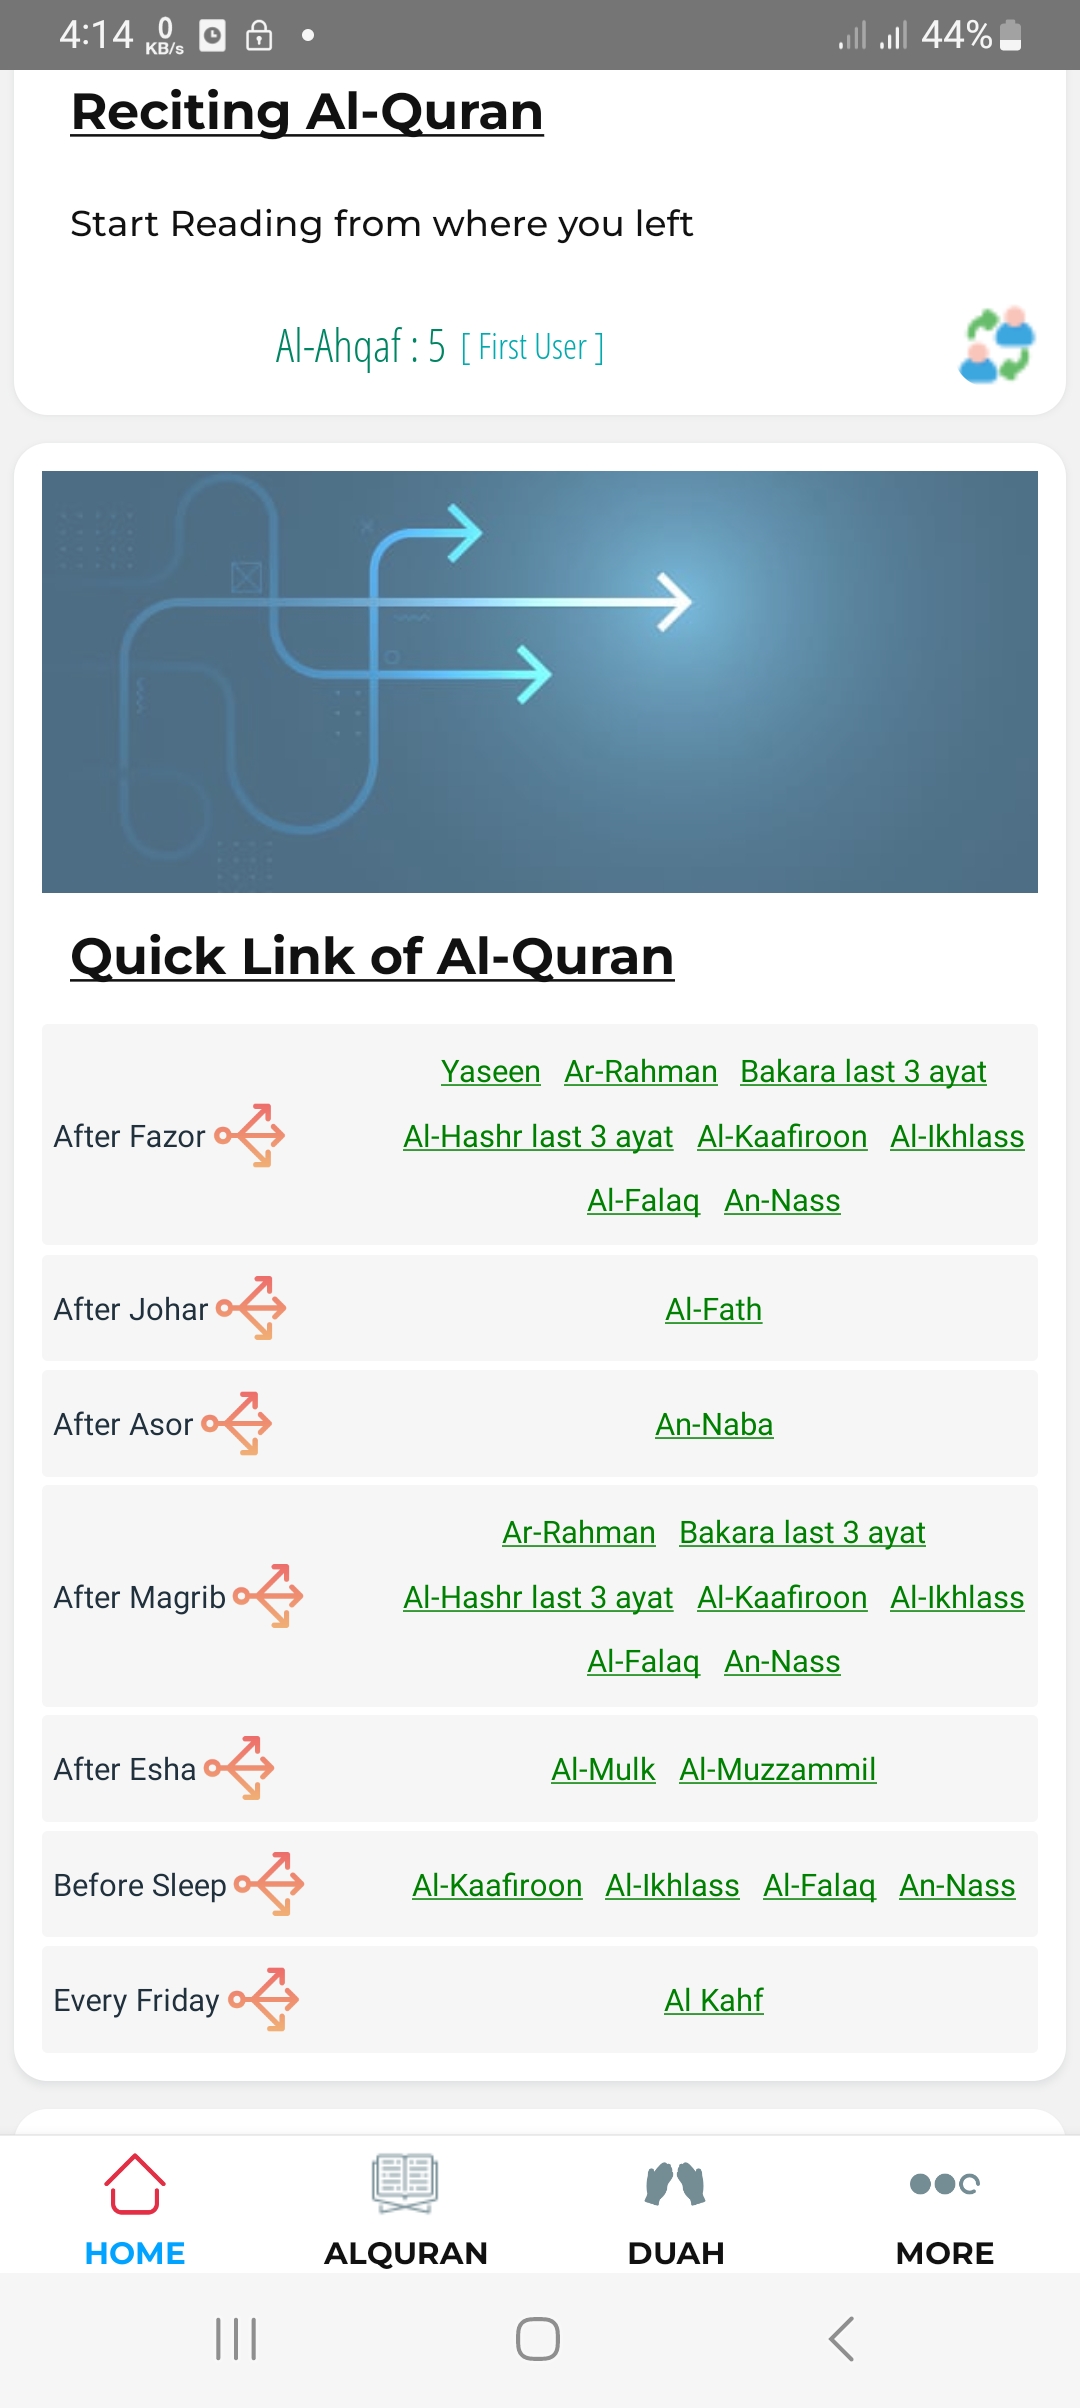 4:14 0 KB/s 44%
Reciting Al-Quran
Start Reading from where you left
Al-Ahqaf : 5 [ First User ]
Quick Link of Al-Quran
After Fazor
Yaseen Ar-Rahman Bakara last 3 ayat
Al-Hashr last 3 ayat Al-Kaafiroon Al-Ikhlass
Al-Falaq An-Nass
After Johar Al-Fath
After Asor An-Naba
After Magrib
Ar-Rahman Bakara last 3 ayat
Al-Hashr last 3 ayat Al-Kaafiroon Al-Ikhlass
Al-Falaq An-Nass
After Esha Al-Mulk Al-Muzzammil
Before Sleep Al-Kaafiroon Al-Ikhlass Al-Falaq An-Nass
Every Friday Al Kahf
HOME ALQURAN DUAH MORE